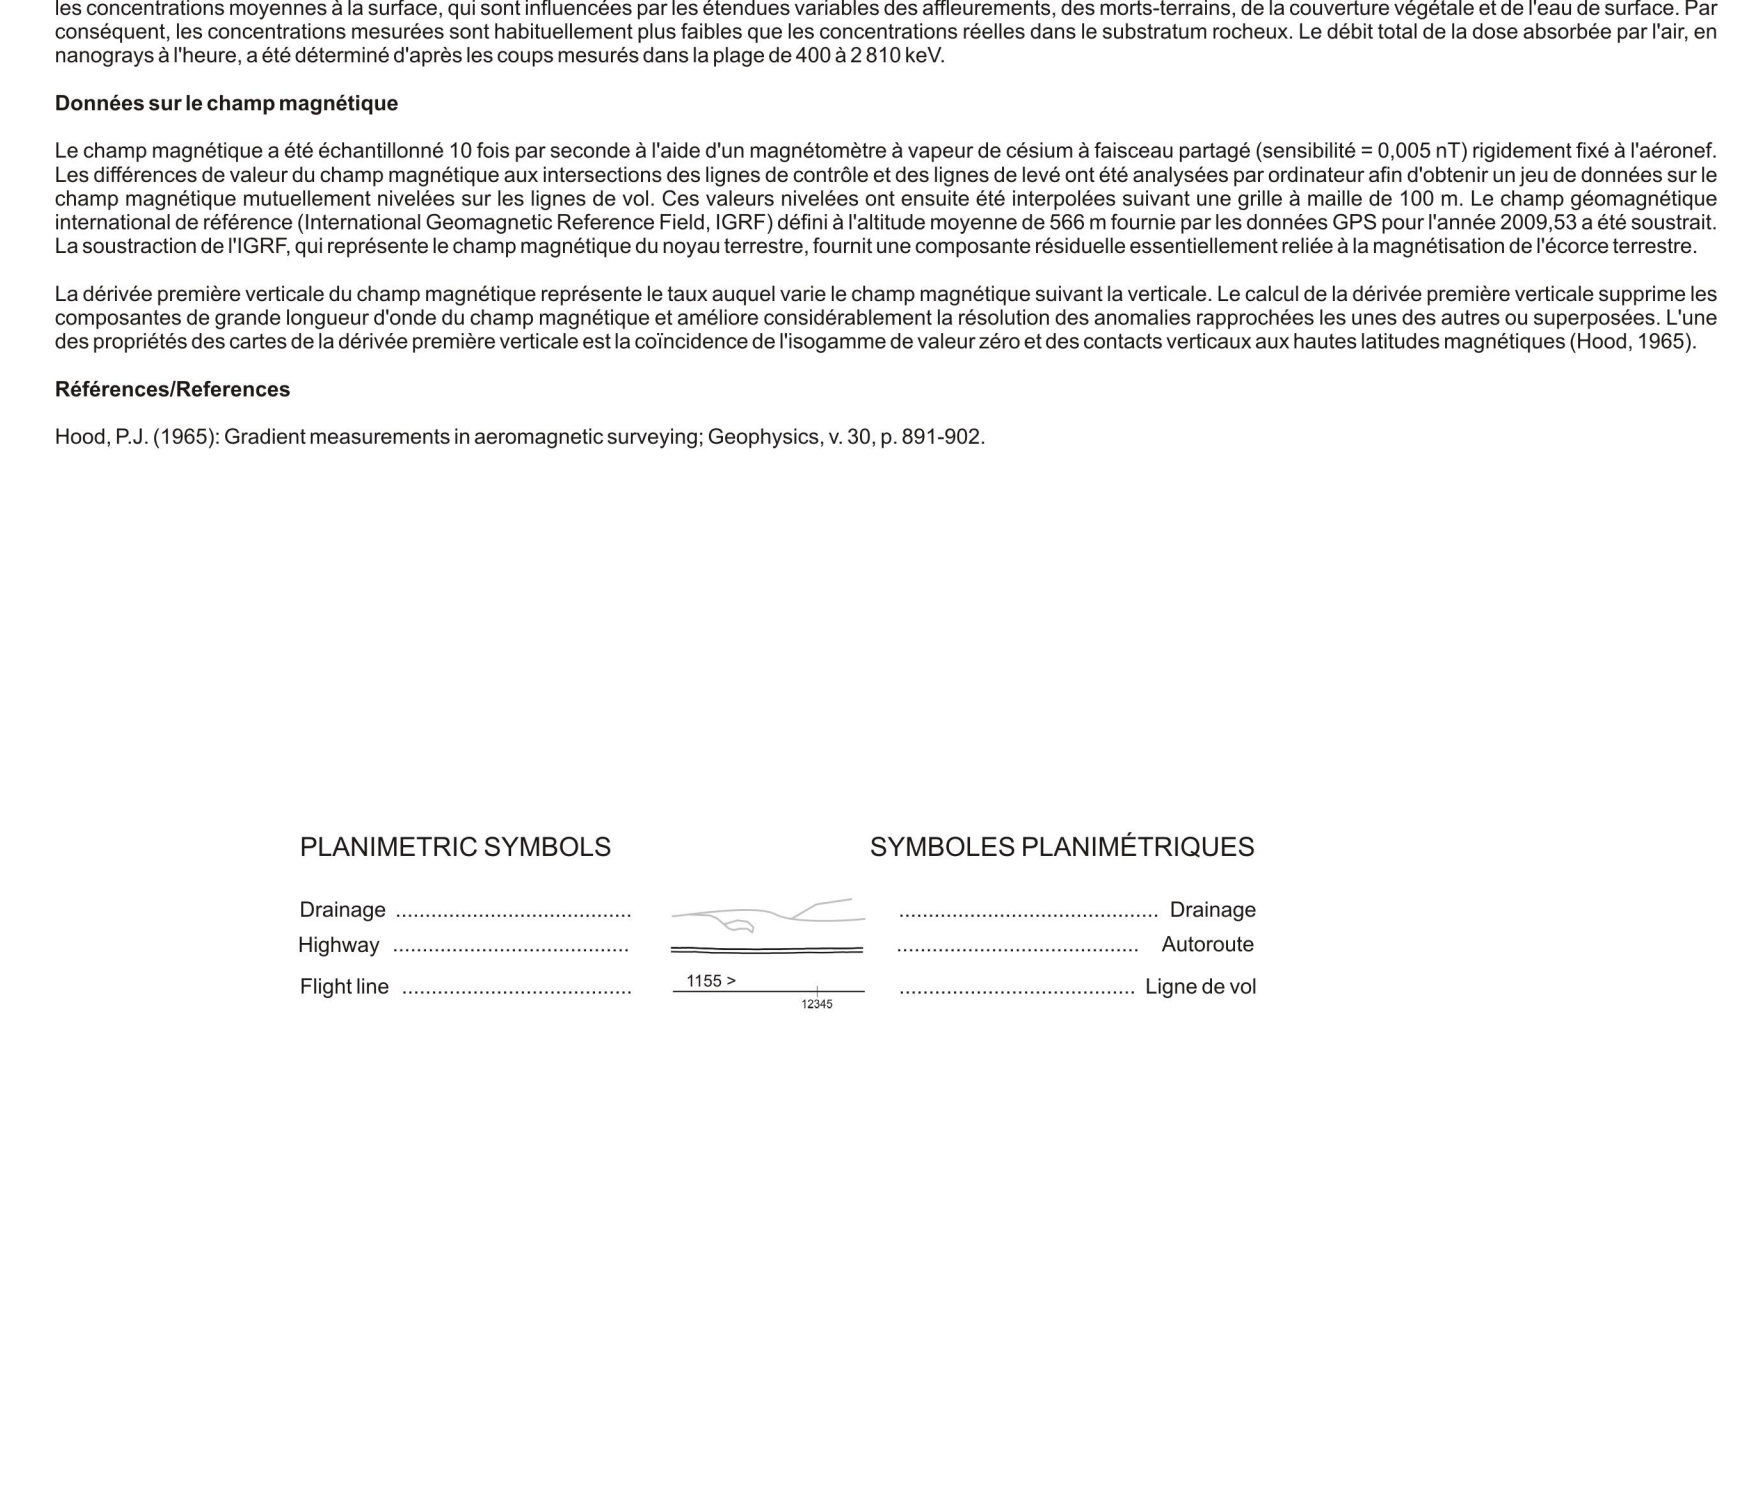 les concentrations moyennes à la surface, qui sont influencées par les étendues variables des affleurements, des morts-terrains, de la couverture végétale et de l'eau de surface. Par
conséquent, les concentrations mesurées sont habituellement plus faibles que les concentrations réelles dans le substratum rocheux. Le débit total de la dose absorbée par l'air, en
nanograys à l'heure, a été déterminé d'après les coups mesurés dans la plage de 400 à 2 810 keV.
Données sur le champ magnétique
Le champ magnétique a été échantillonné 10 fois par seconde à l'aide d'un magnétomètre à vapeur de césium à faisceau partagé (sensibilité = 0,005 nT) rigidement fixé à l'aéronef.
Les différences de valeur du champ magnétique aux intersections des lignes de contrôle et des lignes de levé ont été analysées par ordinateur afin d'obtenir un jeu de données sur le
champ magnétique mutuellement nivelées sur les lignes de vol. Ces valeurs nivelées ont ensuite été interpolées suivant une grille à maille de 100 m. Le champ géomagnétique
international de référence (International Geomagnetic Reference Field, IGRF) défini à l'altitude moyenne de 566 m fournie par les données GPS pour l'année 2009,53 a été soustrait.
La soustraction de l'IGRF, qui représente le champ magnétique du noyau terrestre, fournit une composante résiduelle essentiellement reliée à la magnétisation de l'écorce terrestre.
La dérivée première verticale du champ magnétique représente le taux auquel varie le champ magnétique suivant la verticale. Le calcul de la dérivée première verticale supprime les
composantes de grande longueur d'onde du champ magnétique et améliore considérablement la résolution des anomalies rapprochées les unes des autres ou superposées. L'une
des propriétés des cartes de la dérivée première verticale est la coïncidence de l'isogamme de valeur zéro et des contacts verticaux aux hautes latitudes magnétiques (Hood, 1965).
Références/References
Hood, P.J. (1965): Gradient measurements in aeromagnetic surveying; Geophysics, v. 30, p. 891-902.
PLANIMETRIC SYMBOLS SYMBOLES PLANIMÉTRIQUES
Drainage ........................................ ............................................ Drainage
Highway ........................................ ......................................... Autoroute
Flight line ....................................... 1155 > ........................................ Ligne de vol
12345